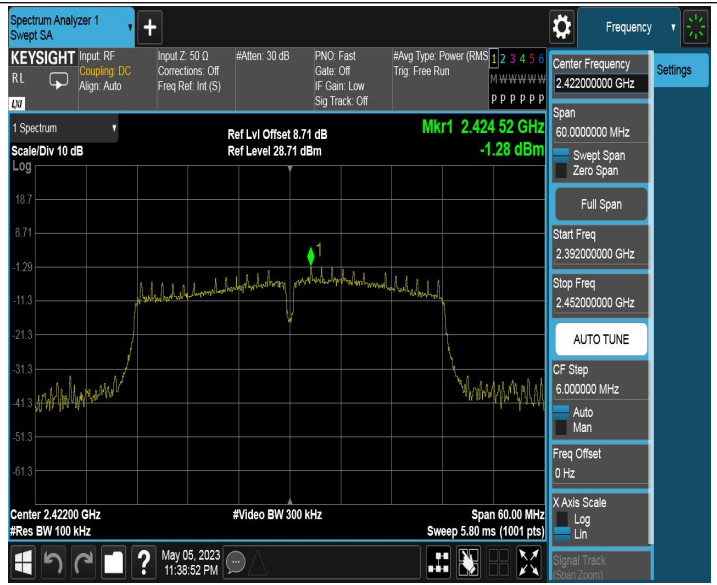 Spectrum Analyzer 1
Swept SA
Frequency
KEYSIGHT
RL
LXI
Input: RF
Coupling: DC
Align: Auto
Input Z: 50 Ω
Corrections: Off
Freq Ref: Int (S)
#Atten: 30 dB
PNO: Fast
Gate: Off
IF Gain: Low
Sig Track: Off
#Avg Type: Power (RMS
Trig: Free Run
1 2 3 4 5 6
M W W W W W
P P P P P P
1 Spectrum
Scale/Div 10 dB
Ref Lvl Offset 8.71 dB
Ref Level 28.71 dBm
Mkr1 2.424 52 GHz
-1.28 dBm
Log
18.7
8.71
-1.29
-11.3
-21.3
-31.3
-41.3
-51.3
-61.3
1
Center 2.42200 GHz
#Res BW 100 kHz
#Video BW 300 kHz
Span 60.00 MHz
Sweep 5.80 ms (1001 pts)
Center Frequency
2.422000000 GHz
Span
60.0000000 MHz
Swept Span
Zero Span
Full Span
Start Freq
2.392000000 GHz
Stop Freq
2.452000000 GHz
AUTO TUNE
CF Step
6.000000 MHz
Auto
Man
Freq Offset
0 Hz
X Axis Scale
Log
Lin
Signal Track
(Span Zoom)
Settings
?
May 05, 2023
11:38:52 PM